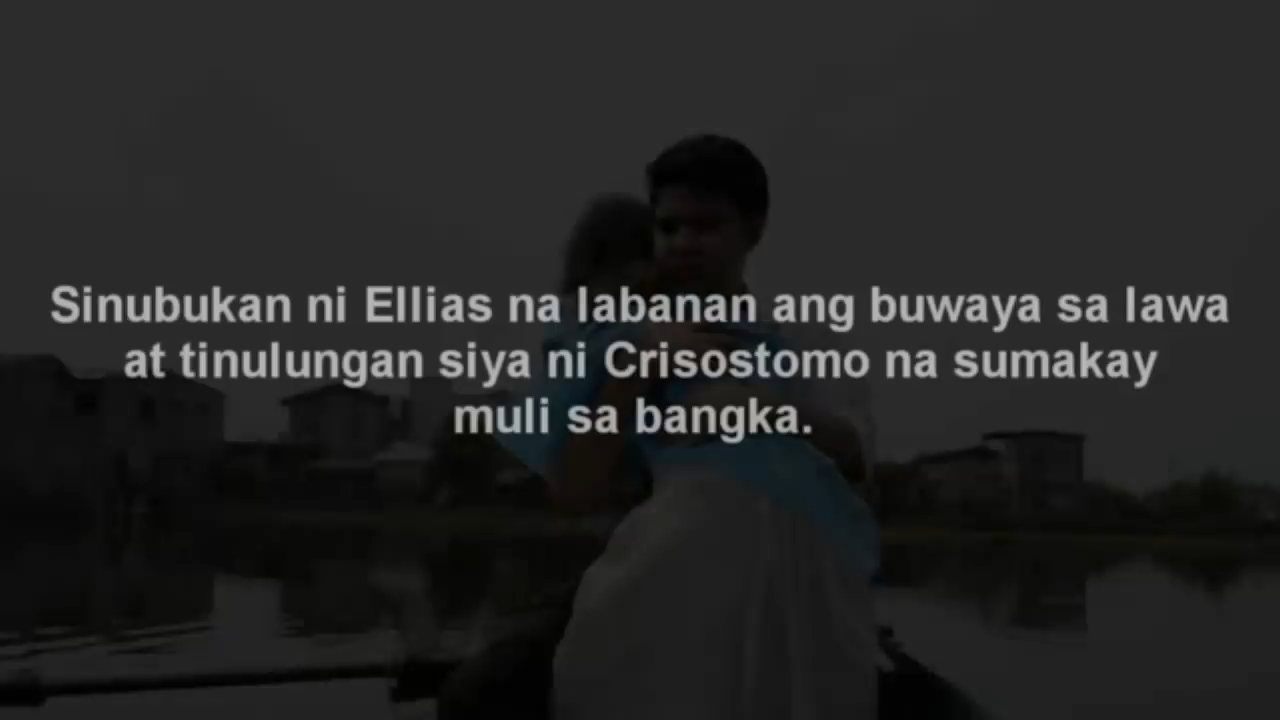 Sinubukan ni Ellias na labanan ang buwaya sa lawa
at tinulungan siya ni Crisostomo na sumakay
muli sa bangka.